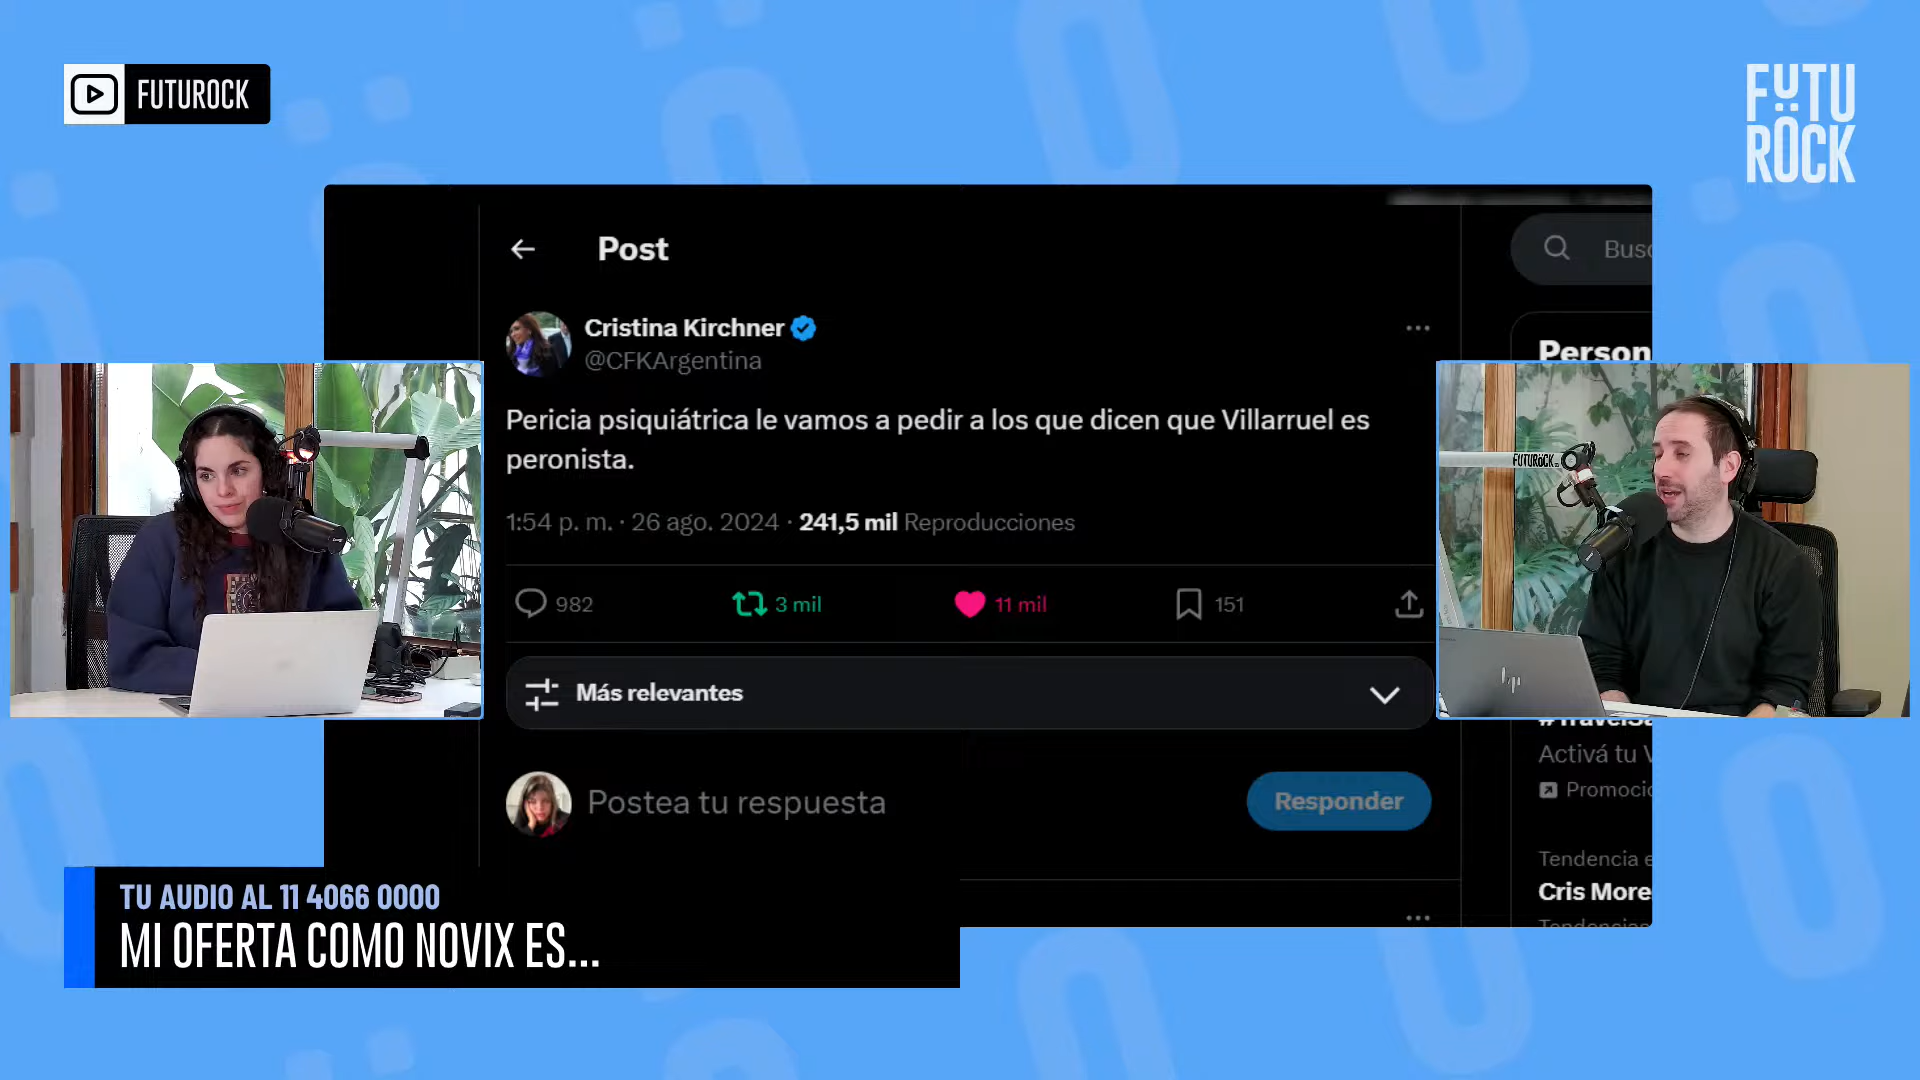 FUTUROCK
FUTU
ROCK
Post
Cristina Kirchner
@CFKArgentina
Pericia psiquiátrica le vamos a pedir a los que dicen que Villarruel es
peronista.
1:54 p. m. · 26 ago. 2024 · 241,5 mil Reproducciones
982
3 mil
11 mil
151
Más relevantes
Postea tu respuesta
Responder
Busc
Person
FUTUROCK
hp
Activá tu V
Promocio
Tendencia e
Cris More
Tendencias
TU AUDIO AL 11 4066 0000
MI OFERTA COMO NOVIX ES...